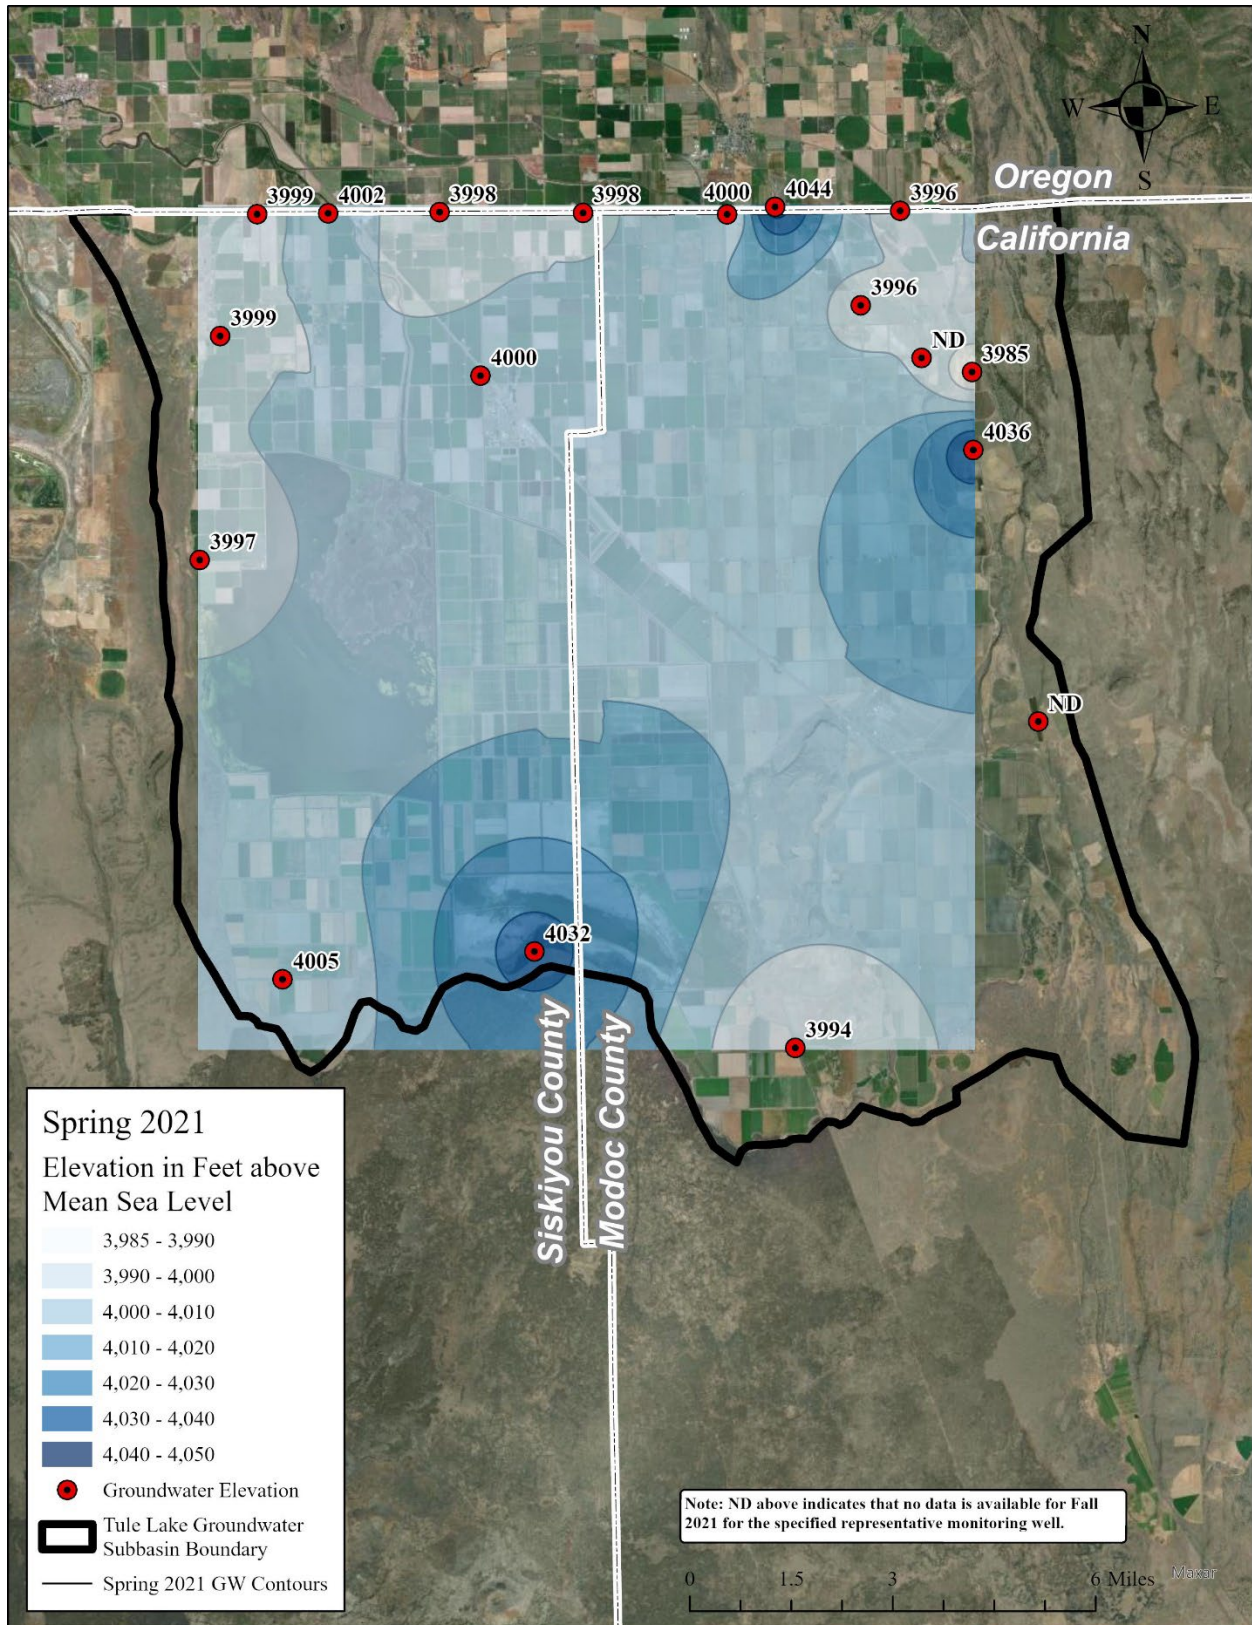 N
W
E
S
Oregon
California
3999
4002
3998
3998
4000
4044
3996
3999
4000
3996
ND
3985
4036
3997
ND
4005
4032
3994
Siskiyou County
Modoc County
Spring 2021
Elevation in Feet above
Mean Sea Level
3,985 - 3,990
3,990 - 4,000
4,000 - 4,010
4,010 - 4,020
4,020 - 4,030
4,030 - 4,040
4,040 - 4,050
Groundwater Elevation
Tule Lake Groundwater
Subbasin Boundary
Spring 2021 GW Contours
Note: ND above indicates that no data is available for Fall
2021 for the specified representative monitoring well.
0 1.5 3 6 Miles
Maxar